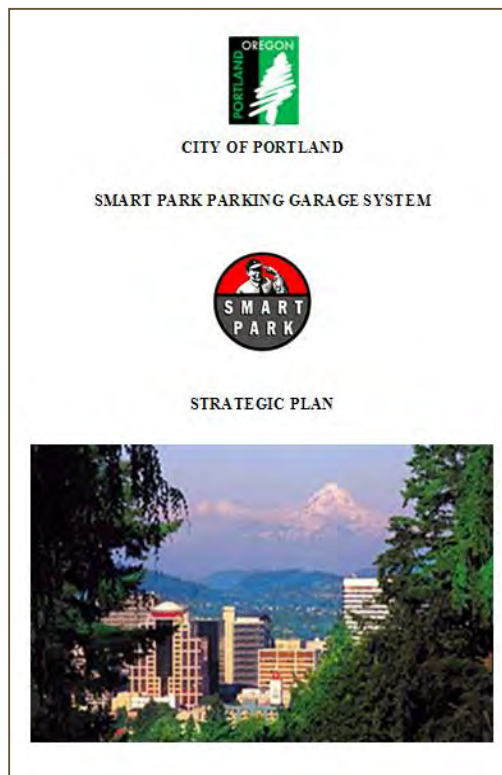 PORTLAND
OREGON
CITY OF PORTLAND
SMART PARK PARKING GARAGE SYSTEM
SMART
PARK
STRATEGIC PLAN